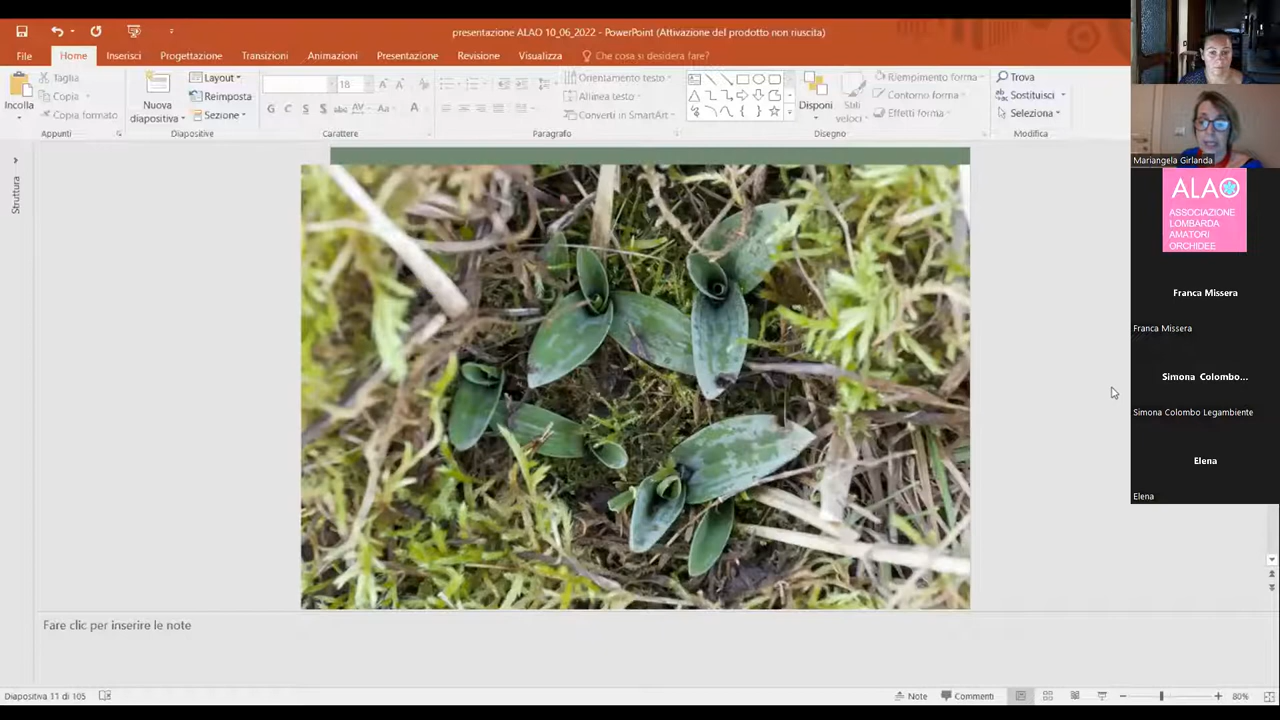 presentazione ALAO 10_06_2022 - PowerPoint (Attivazione del prodotto non riuscita)
File Home Inserisci Progettazione Transizioni Animazioni Presentazione Revisione Visualizza Che cosa si desidera fare?
Incolla
Taglia
Copia
Copia formato
Appunti
Nuova diapositiva
Layout
Reimposta
Sezione
Diapositive
18
G C S S abc AV Aa A
Carattere
Orientamento testo
Allinea testo
Converti in SmartArt
Paragrafo
Disponi
Stili veloci
Riempimento forma
Contorno forma
Effetti forma
Disegno
Trova
Sostituisci
Seleziona
Modifica
Struttura
Mariangela Girlanda
ALAO
ASSOCIAZIONE
LOMBARDA
AMATORI
ORCHIDEE
Franca Missera
Franca Missera
Simona Colombo...
Simona Colombo Legambiente
Elena
Elena
Fare clic per inserire le note
Diapositiva 11 di 105
Note Commenti 80%